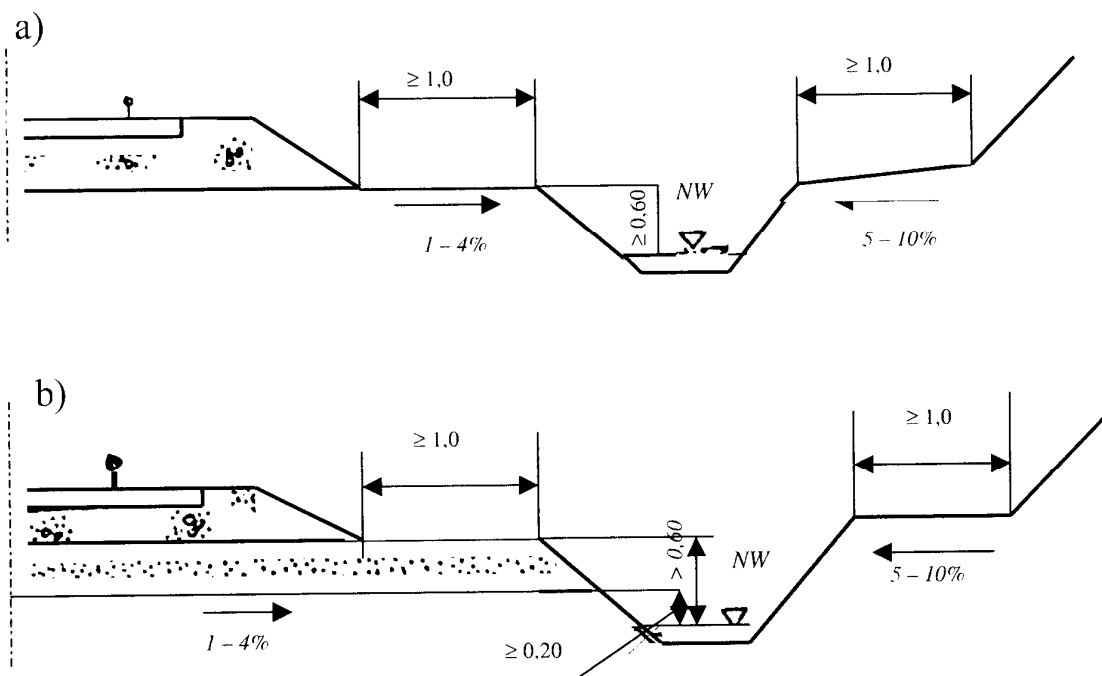 a)
≥ 1,0
≥ 1,0
≥ 0,60
NW
1 – 4%
5 – 10%
b)
≥ 1,0
≥ 1,0
> 0,60
NW
5 – 10%
1 – 4%
≥ 0,20